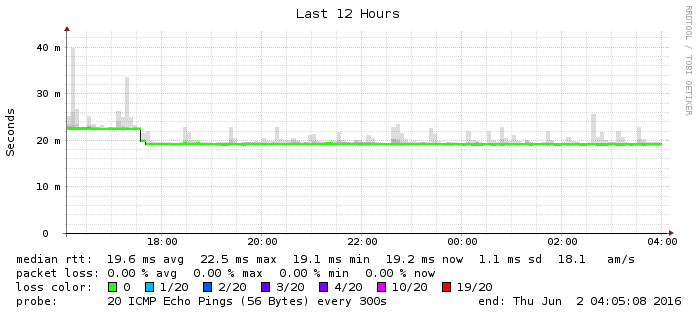 Last 12 Hours
RRDTOOL / TOBI OETIKER
Seconds
40 m
30 m
20 m
10 m
0
18:00 20:00 22:00 00:00 02:00 04:00
median rtt: 19.6 ms avg 22.5 ms max 19.1 ms min 19.2 ms now 1.1 ms sd 18.1 am/s
packet loss: 0.00 % avg 0.00 % max 0.00 % min 0.00 % now
loss color: 0 1/20 2/20 3/20 4/20 10/20 19/20
probe: 20 ICMP Echo Pings (56 Bytes) every 300s end: Thu Jun 2 04:05:08 2016